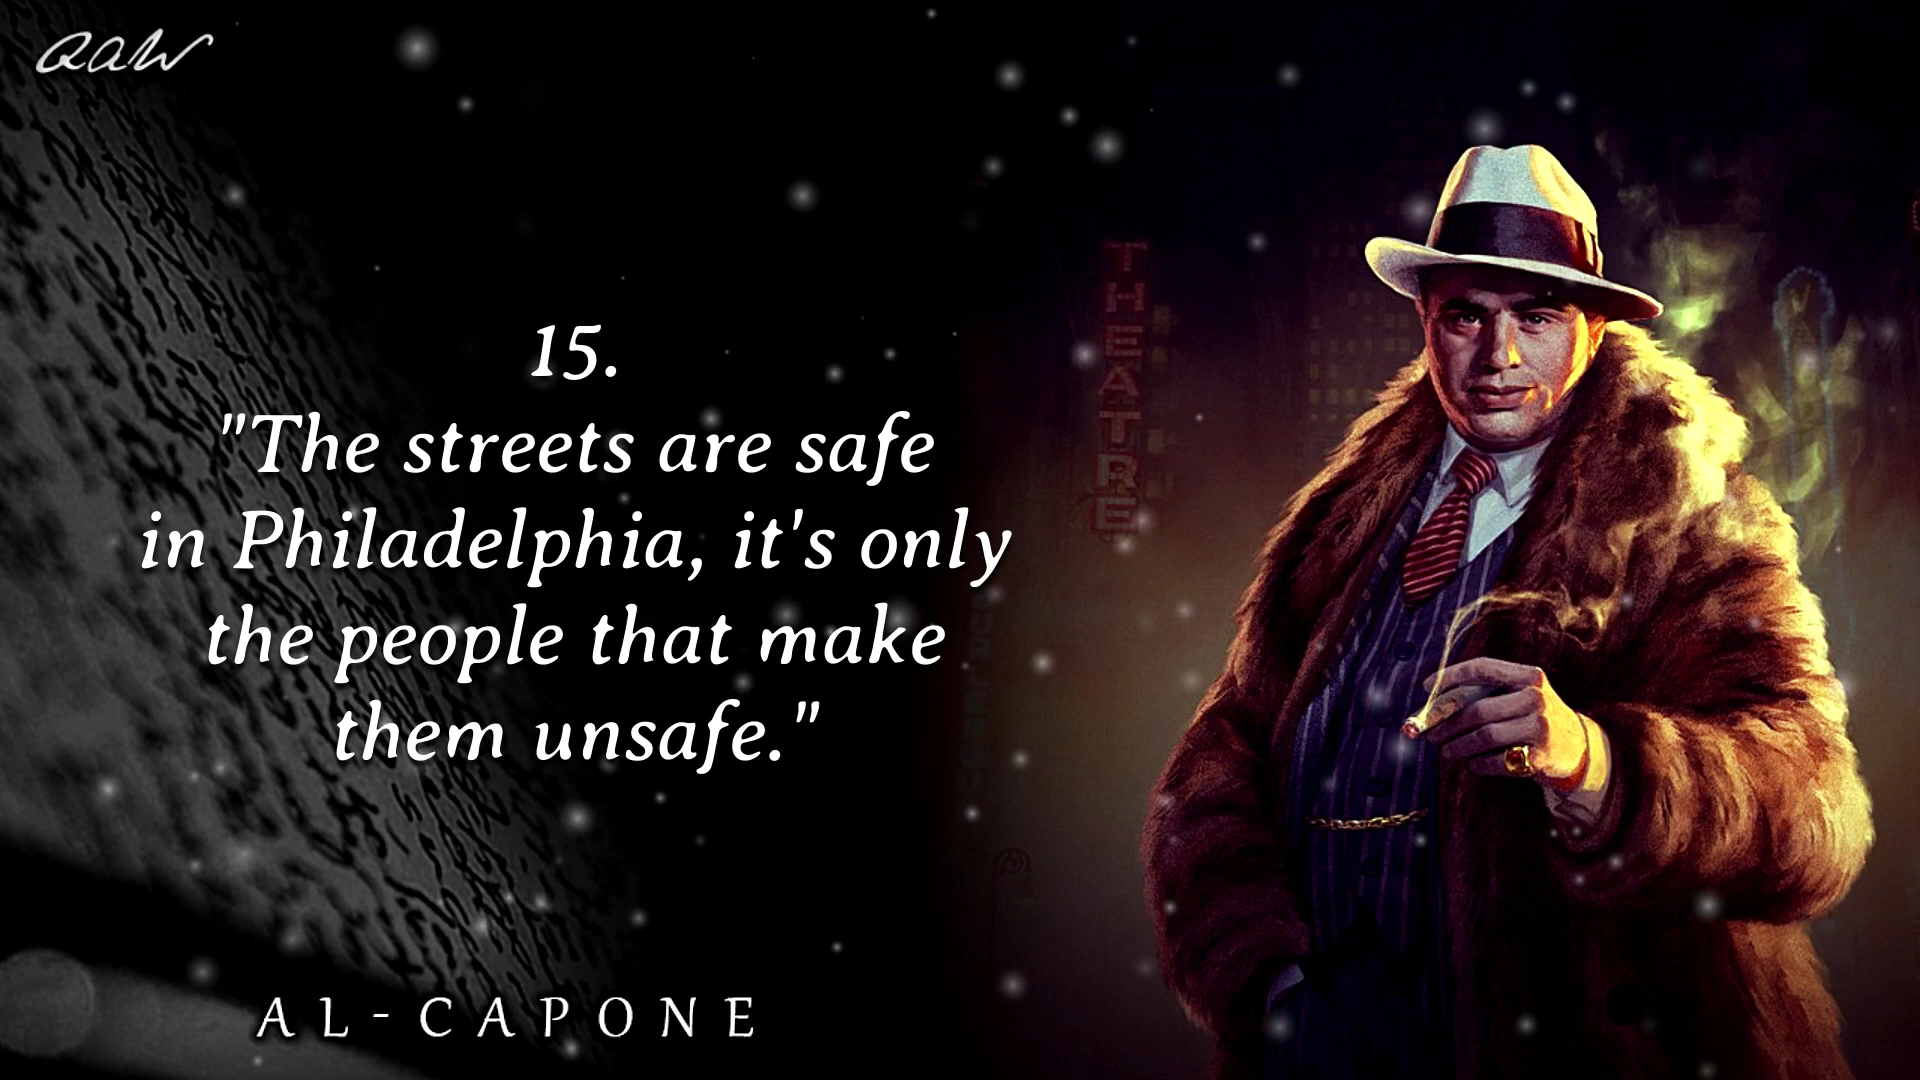 QAW
15.
"The streets are safe
in Philadelphia, it's only
the people that make
them unsafe."
THEATRE
AL-CAPONE